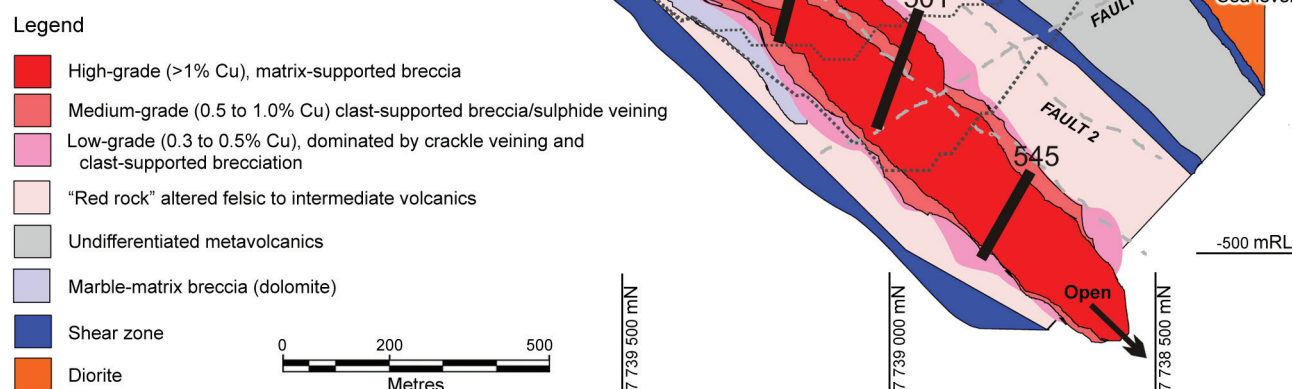 Legend
High-grade (>1% Cu), matrix-supported breccia
Medium-grade (0.5 to 1.0% Cu) clast-supported breccia/sulphide veining
Low-grade (0.3 to 0.5% Cu), dominated by crackle veining and
clast-supported brecciation
“Red rock” altered felsic to intermediate volcanics
Undifferentiated metavolcanics
Marble-matrix breccia (dolomite)
Shear zone
Diorite
0 200 500
Metres
FAULT
FAULT 2
545
-500 mRL
Open
7 739 500 mN
7 739 000 mN
7 738 500 mN